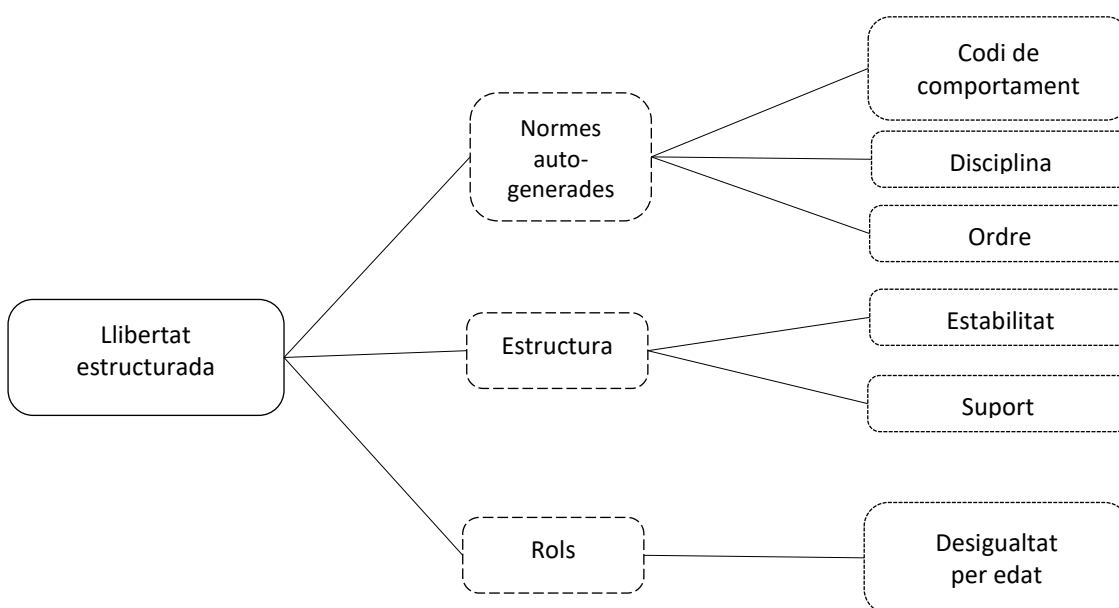 Llibertat
estructurada
Normes
auto-
generades
Codi de
comportament
Disciplina
Ordre
Estructura
Estabilitat
Suport
Rols
Desigualtat
per edat